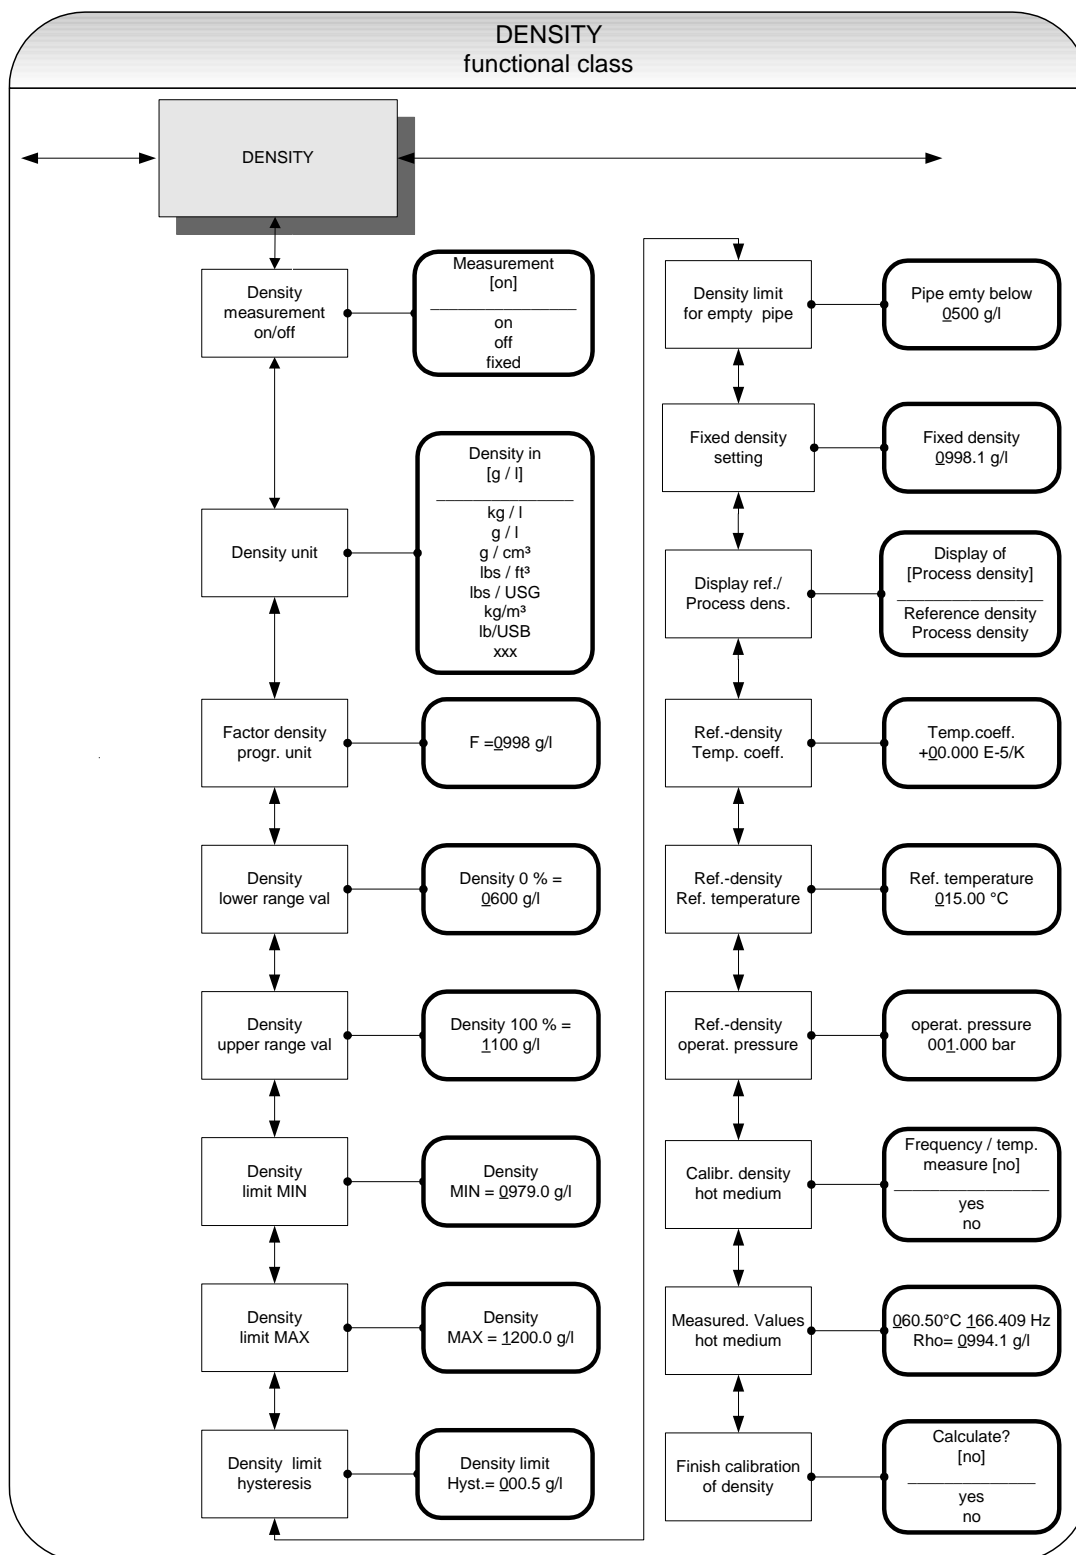 DENSITY
functional class
DENSITY
Density
measurement
on/off
Measurement
[on]
on
off
fixed
Density unit
Density in
[g / l]
kg / l
g / l
g / cm³
lbs / ft³
lbs / USG
kg/m³
lb/USB
xxx
Factor density
progr. unit
F =0998 g/l
Density
lower range val
Density 0 % =
0600 g/l
Density
upper range val
Density 100 % =
1100 g/l
Density
limit MIN
Density
MIN = 0979.0 g/l
Density
limit MAX
Density
MAX = 1200.0 g/l
Density limit
hysteresis
Density limit
Hyst.= 000.5 g/l
Density limit
for empty pipe
Pipe emty below
0500 g/l
Fixed density
setting
Fixed density
0998.1 g/l
Display ref./
Process dens.
Display of
[Process density]
Reference density
Process density
Ref.-density
Temp. coeff.
Temp.coeff.
+00.000 E-5/K
Ref.-density
Ref. temperature
Ref. temperature
015.00 °C
Ref.-density
operat. pressure
operat. pressure
001.000 bar
Calibr. density
hot medium
Frequency / temp.
measure [no]
yes
no
Measured. Values
hot medium
060.50°C 166.409 Hz
Rho= 0994.1 g/l
Finish calibration
of density
Calculate?
[no]
yes
no